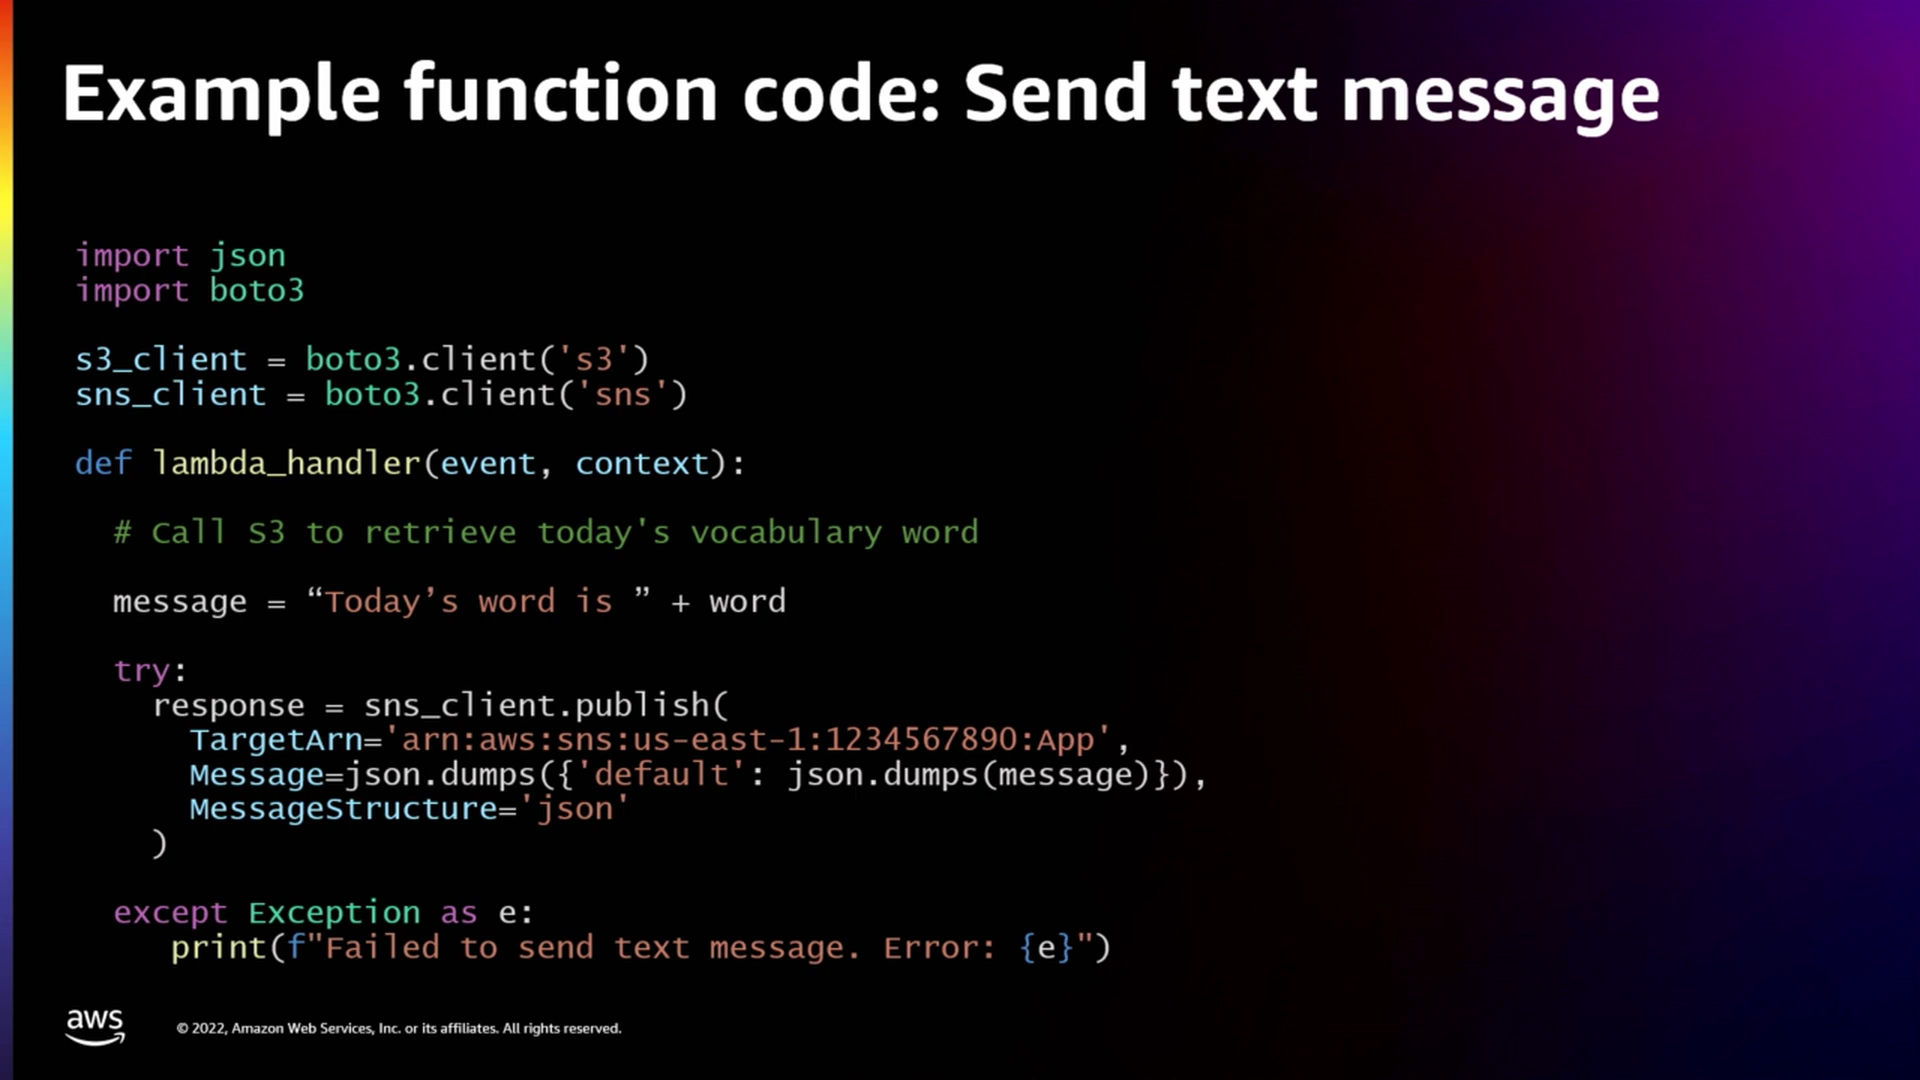 Example function code: Send text message
import json
import boto3
s3_client = boto3.client('s3')
sns_client = boto3.client('sns')
def lambda_handler(event, context):
# Call S3 to retrieve today's vocabulary word
message = “Today’s word is ” + word
try:
response = sns_client.publish(
TargetArn='arn:aws:sns:us-east-1:1234567890:App',
Message=json.dumps({'default': json.dumps(message)}),
MessageStructure='json'
)
except Exception as e:
print(f"Failed to send text message. Error: {e}")
aws
© 2022, Amazon Web Services, Inc. or its affiliates. All rights reserved.